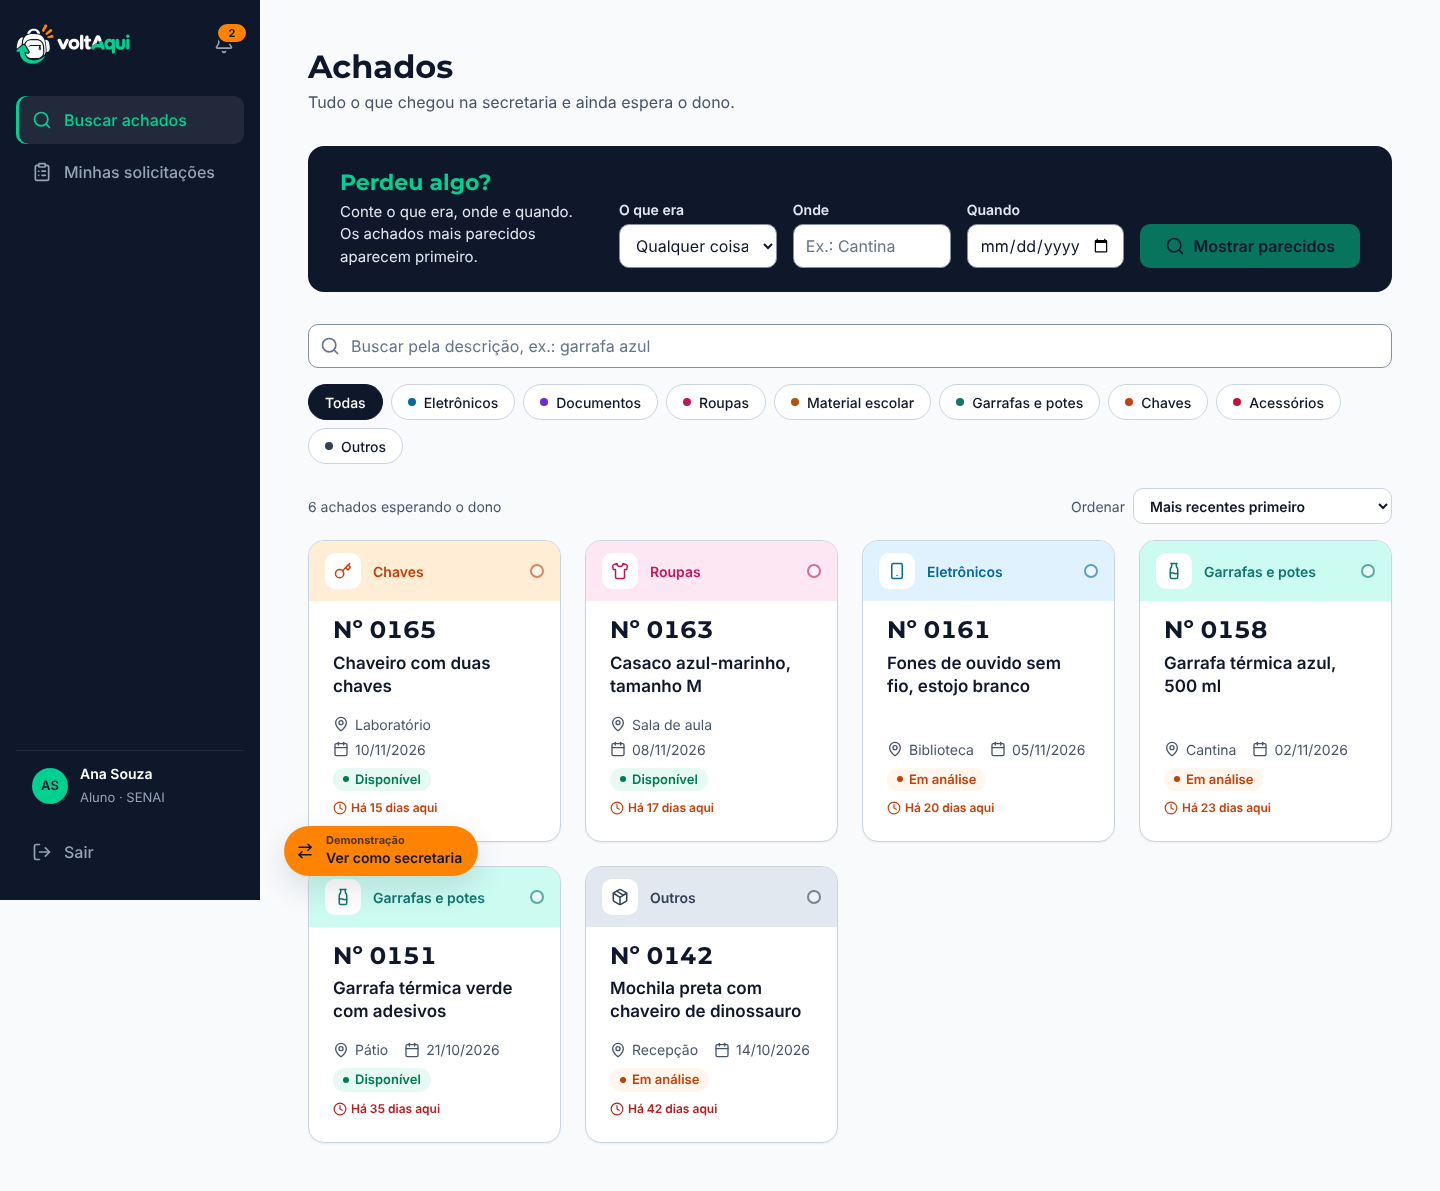 voltAqui
2
Buscar achados
Minhas solicitações
Ana Souza
AS
Aluno · SENAI
Sair
Achados
Tudo o que chegou na secretaria e ainda espera o dono.
Perdeu algo?
Conte o que era, onde e quando.
Os achados mais parecidos
aparecem primeiro.
O que era
Qualquer coisa
Onde
Ex.: Cantina
Quando
mm/dd/yyyy
Mostrar parecidos
Buscar pela descrição, ex.: garrafa azul
Todas
Eletrônicos
Documentos
Roupas
Material escolar
Garrafas e potes
Chaves
Acessórios
Outros
6 achados esperando o dono
Ordenar
Mais recentes primeiro
Chaves
Nº 0165
Chaveiro com duas
chaves
Laboratório
10/11/2026
Disponível
Há 15 dias aqui
Roupas
Nº 0163
Casaco azul-marinho,
tamanho M
Sala de aula
08/11/2026
Disponível
Há 17 dias aqui
Eletrônicos
Nº 0161
Fones de ouvido sem
fio, estojo branco
Biblioteca
05/11/2026
Em análise
Há 20 dias aqui
Garrafas e potes
Nº 0158
Garrafa térmica azul,
500 ml
Cantina
02/11/2026
Em análise
Há 23 dias aqui
Demonstração
Ver como secretaria
Garrafas e potes
Nº 0151
Garrafa térmica verde
com adesivos
Pátio
21/10/2026
Disponível
Há 35 dias aqui
Outros
Nº 0142
Mochila preta com
chaveiro de dinossauro
Recepção
14/10/2026
Em análise
Há 42 dias aqui